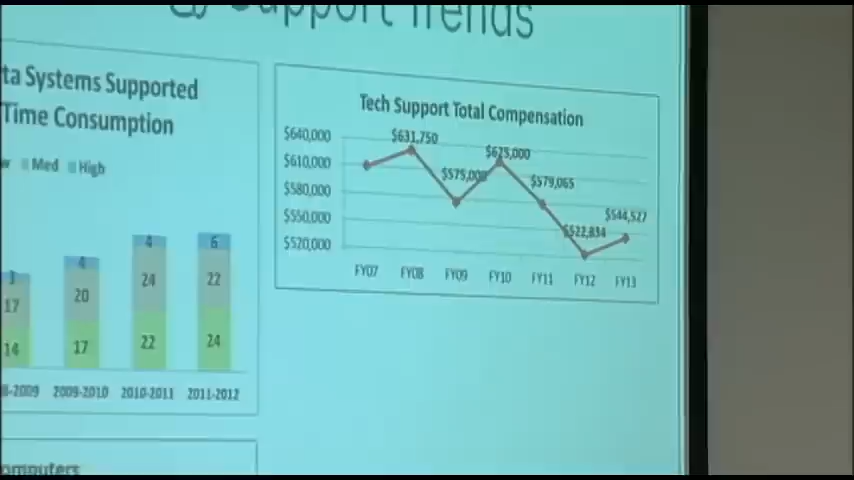 Support Trends
ta Systems Supported
Time Consumption
w Med High
3 4 4 6
17 20 24 22
14 17 22 24
8-2009 2009-2010 2010-2011 2011-2012
omputers
Tech Support Total Compensation
$640,000
$610,000
$580,000
$550,000
$520,000
$631,750
$575,000
$625,000
$579,065
$522,834
$544,527
FY07 FY08 FY09 FY10 FY11 FY12 FY13